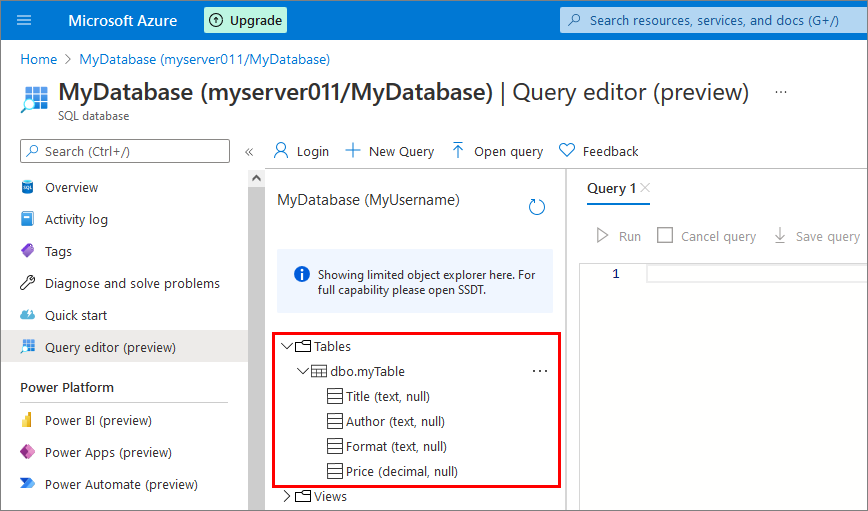 Microsoft Azure
Upgrade
Search resources, services, and docs (G+/)
Home > MyDatabase (myserver011/MyDatabase)
MyDatabase (myserver011/MyDatabase) | Query editor (preview) ...
SQL database
Search (Ctrl+/)
«
Login
New Query
Open query
Feedback
Overview
Activity log
Tags
Diagnose and solve problems
Quick start
Query editor (preview)
Power Platform
Power BI (preview)
Power Apps (preview)
Power Automate (preview)
MyDatabase (MyUsername)
Showing limited object explorer here. For
full capability please open SSDT.
Tables
dbo.myTable ...
Title (text, null)
Author (text, null)
Format (text, null)
Price (decimal, null)
Views
Query 1
Run
Cancel query
Save query
1